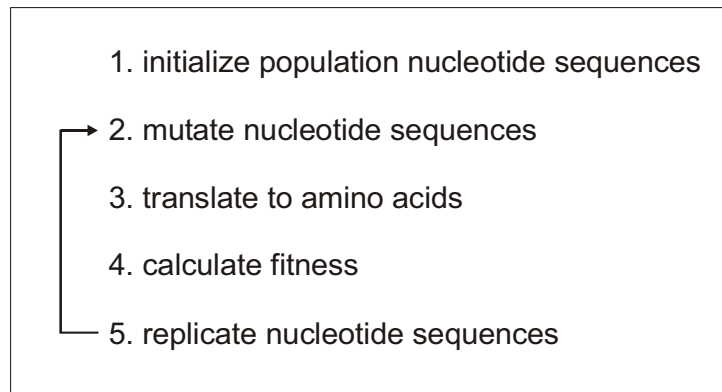 1. initialize population nucleotide sequences
2. mutate nucleotide sequences
3. translate to amino acids
4. calculate fitness
5. replicate nucleotide sequences